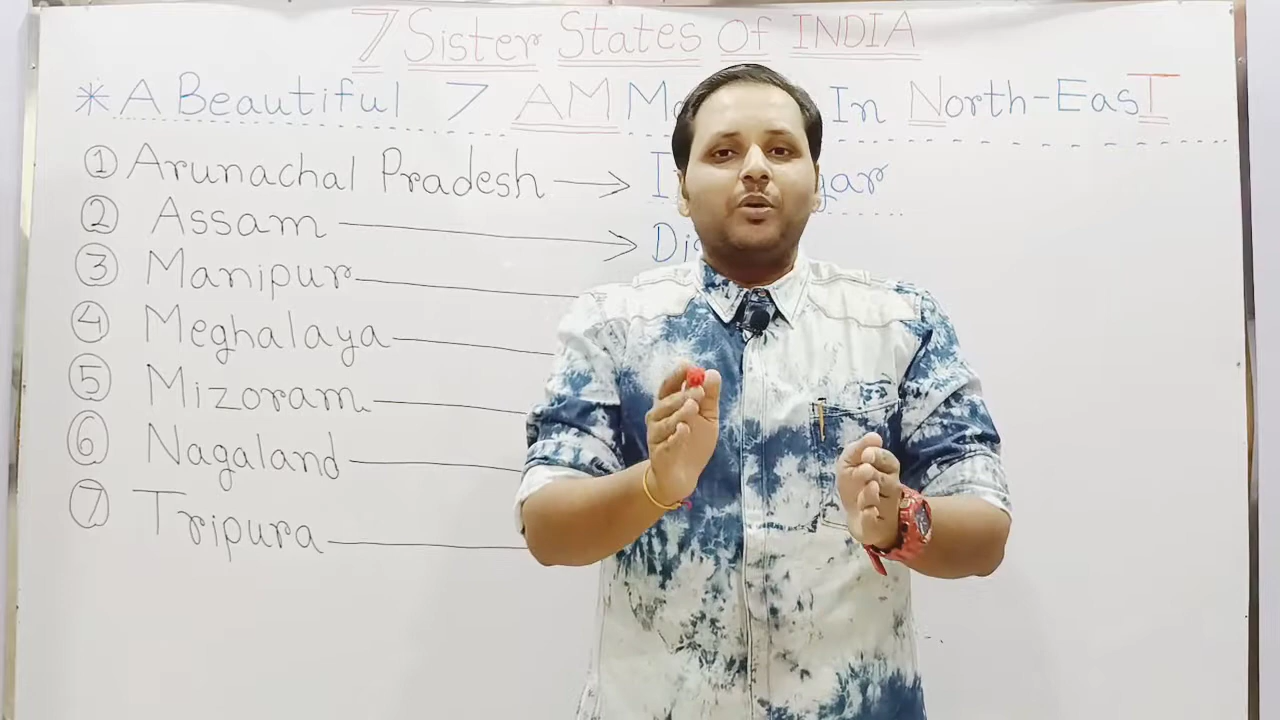 7 Sister States Of INDIA
* A Beautiful 7 AM In North-EasT
① Arunachal Pradesh →
② Assam →
③ Manipur
④ Meghalaya
⑤ Mizoram
⑥ Nagaland
⑦ Tripura